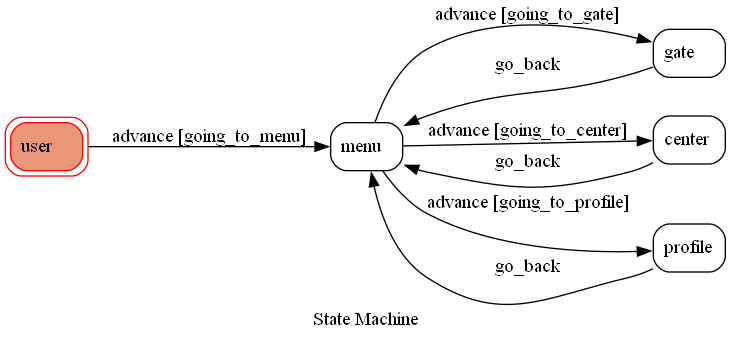 advance [going_to_gate]
gate
go_back
user
advance [going_to_menu]
menu
advance [going_to_center]
center
go_back
advance [going_to_profile]
profile
go_back
State Machine